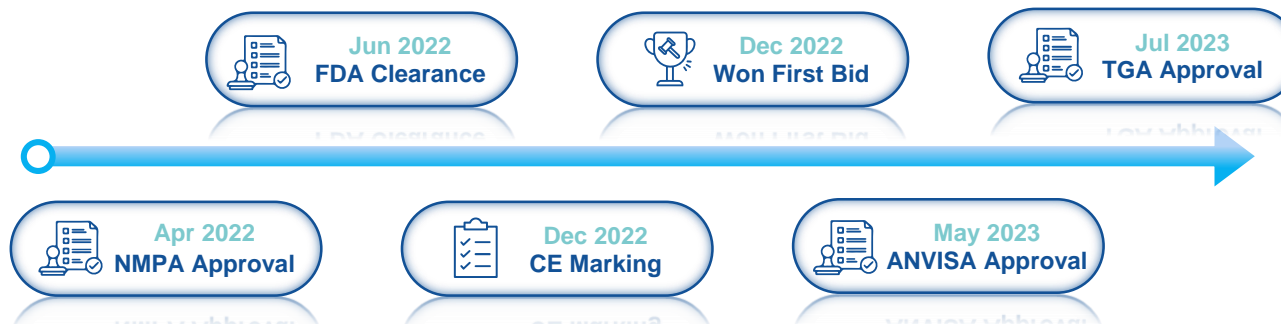 Jun 2022
FDA Clearance
Dec 2022
Won First Bid
Jul 2023
TGA Approval
Apr 2022
NMPA Approval
Dec 2022
CE Marking
May 2023
ANVISA Approval